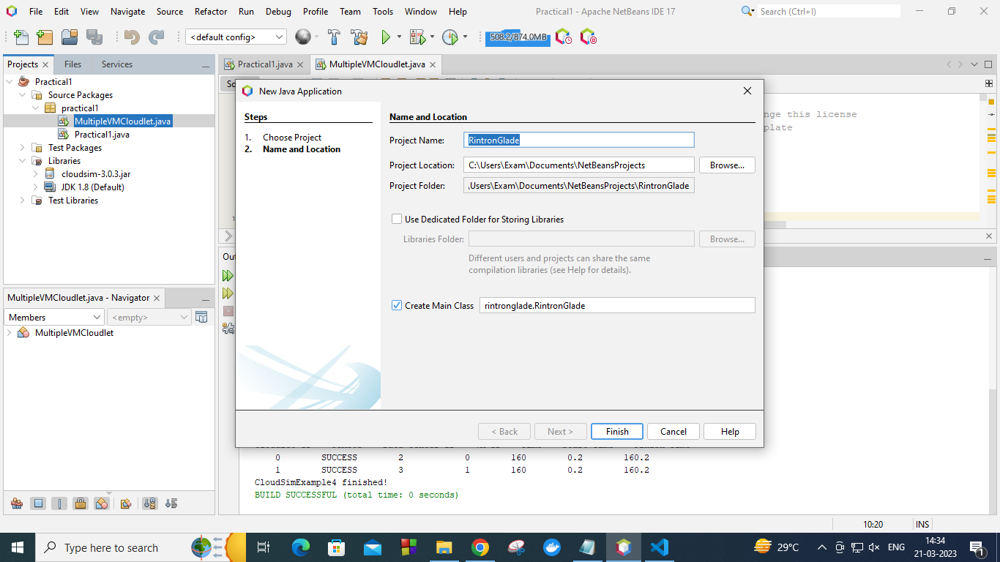 File Edit View Navigate Source Refactor Run Debug Profile Team Tools Window Help
Practical1 - Apache NetBeans IDE 17
Search (Ctrl+I)
<default config>
508.2/874.0MB
Projects Files Services
Practical1.java MultipleVMCloudlet.java
Practical1
Source Packages
practical1
MultipleVMCloudlet.java
Practical1.java
Test Packages
Libraries
cloudsim-3.0.3.jar
JDK 1.8 (Default)
Test Libraries
MultipleVMCloudlet.java - Navigator
Members <empty>
MultipleVMCloudlet
New Java Application
Steps
1. Choose Project
2. Name and Location
Name and Location
Project Name: RintronGlade
Project Location: C:\Users\Exam\Documents\NetBeansProjects Browse...
Project Folder: \Users\Exam\Documents\NetBeansProjects\RintronGlade
Use Dedicated Folder for Storing Libraries
Libraries Folder: Browse...
Different users and projects can share the same
compilation libraries (see Help for details).
Create Main Class rintronglade.RintronGlade
< Back Next > Finish Cancel Help
nge this license
plate
0 SUCCESS 2 0 160 0.2 160.2
1 SUCCESS 3 1 160 0.2 160.2
CloudSimExample4 finished!
BUILD SUCCESSFUL (total time: 0 seconds)
10:20 INS
Type here to search
29°C
ENG
14:34
21-03-2023
1